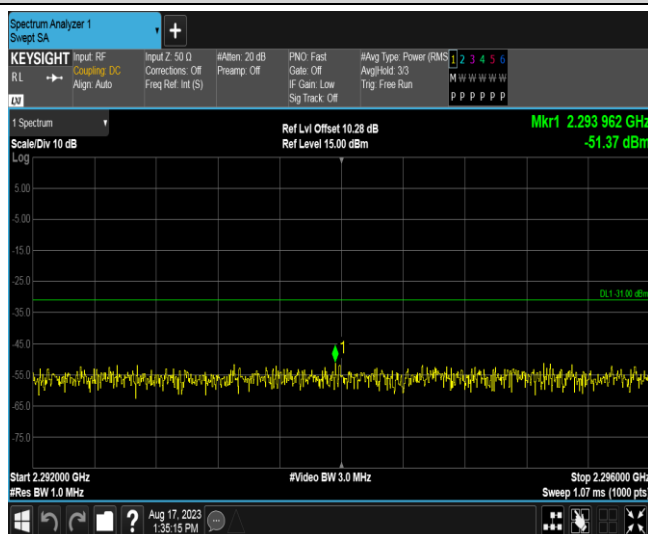 Spectrum Analyzer 1
Swept SA
+
KEYSIGHT
RL
LXI
Input: RF
Coupling: DC
Align: Auto
Input Z: 50 Ω
Corrections: Off
Freq Ref: Int (S)
#Atten: 20 dB
Preamp: Off
PNO: Fast
Gate: Off
IF Gain: Low
Sig Track: Off
#Avg Type: Power (RMS
Avg|Hold: 3/3
Trig: Free Run
1 2 3 4 5 6
M W W W W W
P P P P P P
1 Spectrum
Scale/Div 10 dB
Log
Ref Lvl Offset 10.28 dB
Ref Level 15.00 dBm
Mkr1 2.293 962 GHz
-51.37 dBm
5.00
-5.00
-15.0
-25.0
DL1 -31.00 dBm
-35.0
-45.0
1
-55.0
-65.0
-75.0
Start 2.292000 GHz
#Res BW 1.0 MHz
#Video BW 3.0 MHz
Stop 2.296000 GHz
Sweep 1.07 ms (1000 pts)
?
Aug 17, 2023
1:35:15 PM